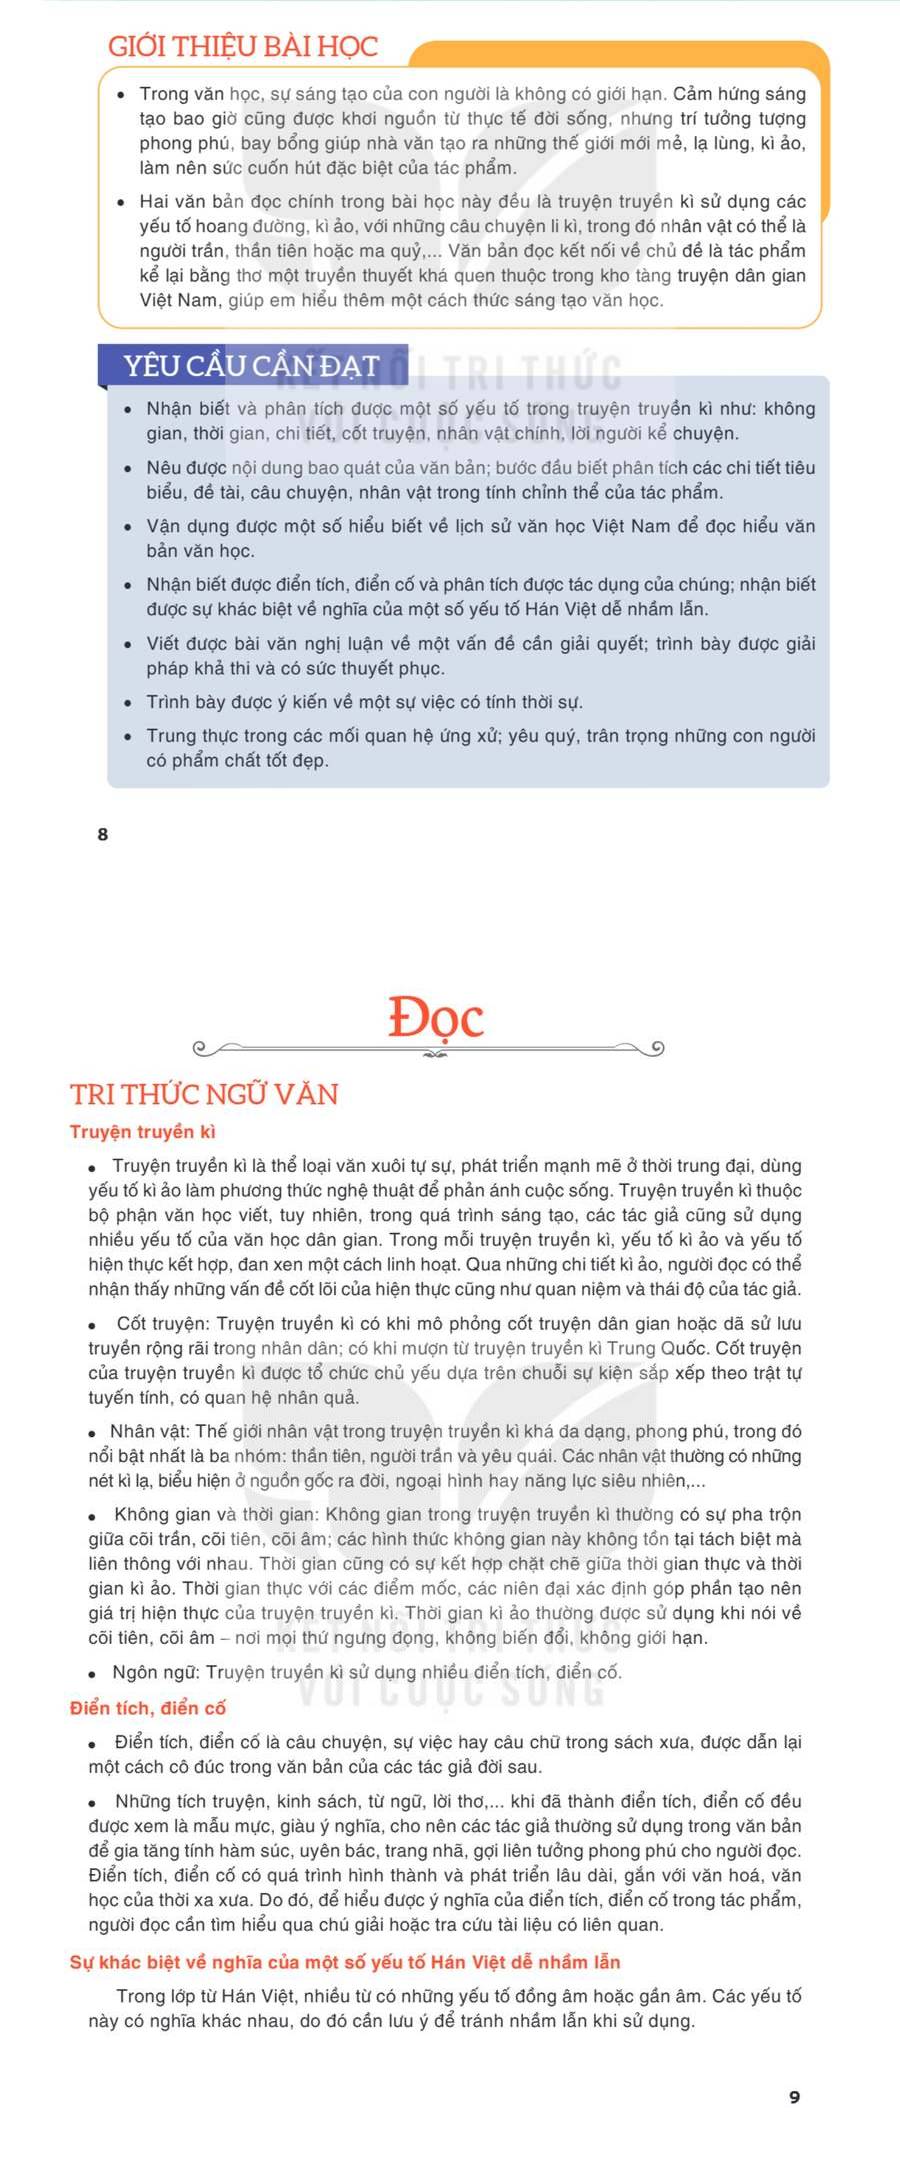 GIỚI THIỆU BÀI HỌC
• Trong văn học, sự sáng tạo của con người là không có giới hạn. Cảm hứng sáng
tạo bao giờ cũng được khơi nguồn từ thực tế đời sống, nhưng trí tưởng tượng
phong phú, bay bổng giúp nhà văn tạo ra những thế giới mới mẻ, lạ lùng, kì ảo,
làm nên sức cuốn hút đặc biệt của tác phẩm.
• Hai văn bản đọc chính trong bài học này đều là truyện truyền kì sử dụng các
yếu tố hoang đường, kì ảo, với những câu chuyện li kì, trong đó nhân vật có thể là
người trần, thần tiên hoặc ma quỷ,... Văn bản đọc kết nối về chủ đề là tác phẩm
kể lại bằng thơ một truyền thuyết khá quen thuộc trong kho tàng truyện dân gian
Việt Nam, giúp em hiểu thêm một cách thức sáng tạo văn học.
YÊU CẦU CẦN ĐẠT
KẾT NỐI TRI THỨC
VỚI CUỘC SỐNG
• Nhận biết và phân tích được một số yếu tố trong truyện truyền kì như: không
gian, thời gian, chi tiết, cốt truyện, nhân vật chính, lời người kể chuyện.
• Nêu được nội dung bao quát của văn bản; bước đầu biết phân tích các chi tiết tiêu
biểu, đề tài, câu chuyện, nhân vật trong tính chỉnh thể của tác phẩm.
• Vận dụng được một số hiểu biết về lịch sử văn học Việt Nam để đọc hiểu văn
bản văn học.
• Nhận biết được điển tích, điển cố và phân tích được tác dụng của chúng; nhận biết
được sự khác biệt về nghĩa của một số yếu tố Hán Việt dễ nhầm lẫn.
• Viết được bài văn nghị luận về một vấn đề cần giải quyết; trình bày được giải
pháp khả thi và có sức thuyết phục.
• Trình bày được ý kiến về một sự việc có tính thời sự.
• Trung thực trong các mối quan hệ ứng xử; yêu quý, trân trọng những con người
có phẩm chất tốt đẹp.
8
Đọc
TRI THỨC NGỮ VĂN
Truyện truyền kì
• Truyện truyền kì là thể loại văn xuôi tự sự, phát triển mạnh mẽ ở thời trung đại, dùng
yếu tố kì ảo làm phương thức nghệ thuật để phản ánh cuộc sống. Truyện truyền kì thuộc
bộ phận văn học viết, tuy nhiên, trong quá trình sáng tạo, các tác giả cũng sử dụng
nhiều yếu tố của văn học dân gian. Trong mỗi truyện truyền kì, yếu tố kì ảo và yếu tố
hiện thực kết hợp, đan xen một cách linh hoạt. Qua những chi tiết kì ảo, người đọc có thể
nhận thấy những vấn đề cốt lõi của hiện thực cũng như quan niệm và thái độ của tác giả.
• Cốt truyện: Truyện truyền kì có khi mô phỏng cốt truyện dân gian hoặc dã sử lưu
truyền rộng rãi trong nhân dân; có khi mượn từ truyện truyền kì Trung Quốc. Cốt truyện
của truyện truyền kì được tổ chức chủ yếu dựa trên chuỗi sự kiện sắp xếp theo trật tự
tuyến tính, có quan hệ nhân quả.
• Nhân vật: Thế giới nhân vật trong truyện truyền kì khá đa dạng, phong phú, trong đó
nổi bật nhất là ba nhóm: thần tiên, người trần và yêu quái. Các nhân vật thường có những
nét kì lạ, biểu hiện ở nguồn gốc ra đời, ngoại hình hay năng lực siêu nhiên,...
• Không gian và thời gian: Không gian trong truyện truyền kì thường có sự pha trộn
giữa cõi trần, cõi tiên, cõi âm; các hình thức không gian này không tồn tại tách biệt mà
liên thông với nhau. Thời gian cũng có sự kết hợp chặt chẽ giữa thời gian thực và thời
gian kì ảo. Thời gian thực với các điểm mốc, các niên đại xác định góp phần tạo nên
giá trị hiện thực của truyện truyền kì. Thời gian kì ảo thường được sử dụng khi nói về
cõi tiên, cõi âm – nơi mọi thứ ngưng đọng, không biến đổi, không giới hạn.
KẾT NỐI TRI THỨC
• Ngôn ngữ: Truyện truyền kì sử dụng nhiều điển tích, điển cố.
VỚI CUỘC SỐNG
Điển tích, điển cố
• Điển tích, điển cố là câu chuyện, sự việc hay câu chữ trong sách xưa, được dẫn lại
một cách cô đúc trong văn bản của các tác giả đời sau.
• Những tích truyện, kinh sách, từ ngữ, lời thơ,... khi đã thành điển tích, điển cố đều
được xem là mẫu mực, giàu ý nghĩa, cho nên các tác giả thường sử dụng trong văn bản
để gia tăng tính hàm súc, uyên bác, trang nhã, gợi liên tưởng phong phú cho người đọc.
Điển tích, điển cố có quá trình hình thành và phát triển lâu dài, gắn với văn hoá, văn
học của thời xa xưa. Do đó, để hiểu được ý nghĩa của điển tích, điển cố trong tác phẩm,
người đọc cần tìm hiểu qua chú giải hoặc tra cứu tài liệu có liên quan.
Sự khác biệt về nghĩa của một số yếu tố Hán Việt dễ nhầm lẫn
Trong lớp từ Hán Việt, nhiều từ có những yếu tố đồng âm hoặc gần âm. Các yếu tố
này có nghĩa khác nhau, do đó cần lưu ý để tránh nhầm lẫn khi sử dụng.
9